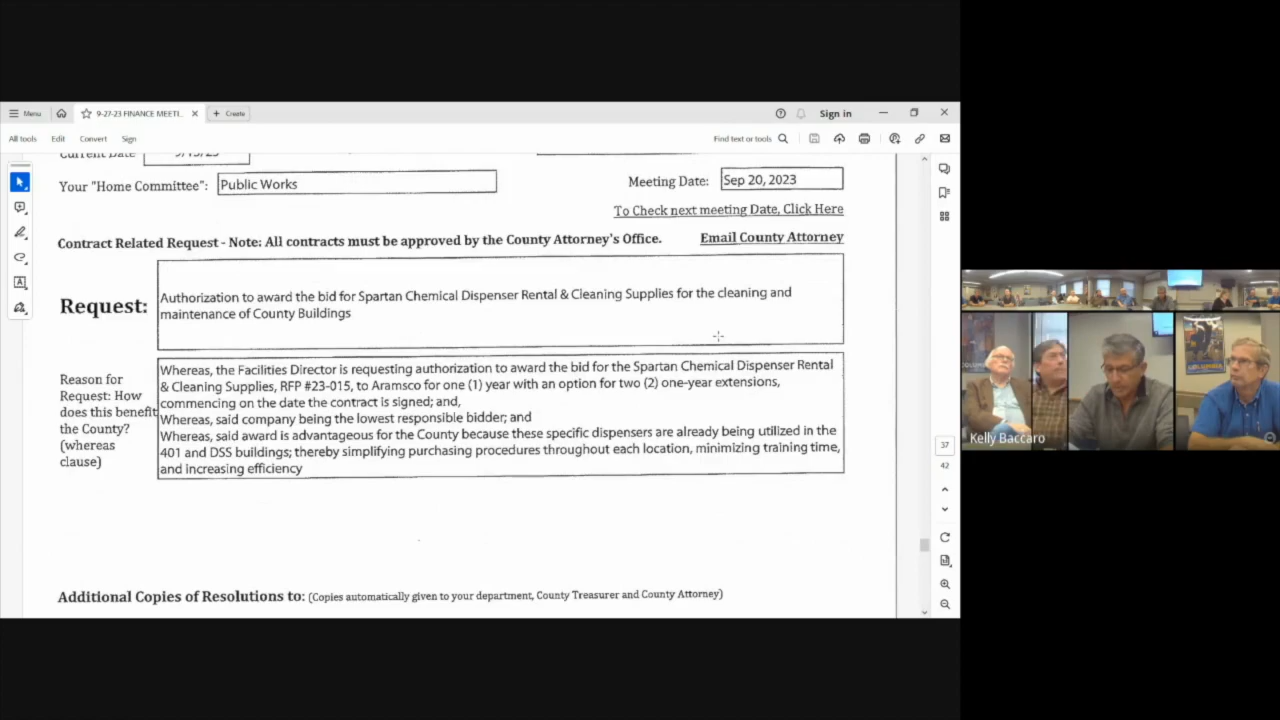 Menu
9-27-23 FINANCE MEETI...
Create
Sign in
All tools
Edit
Convert
Sign
Find text or tools
Current Date
9/15/23
Your "Home Committee":
Public Works
Meeting Date:
Sep 20, 2023
To Check next meeting Date, Click Here
Contract Related Request - Note: All contracts must be approved by the County Attorney's Office.
Email County Attorney
Request:
Authorization to award the bid for Spartan Chemical Dispenser Rental & Cleaning Supplies for the cleaning and
maintenance of County Buildings
Reason for
Request: How
does this benefit
the County?
(whereas
clause)
Whereas, the Facilities Director is requesting authorization to award the bid for the Spartan Chemical Dispenser Rental
& Cleaning Supplies, RFP #23-015, to Aramsco for one (1) year with an option for two (2) one-year extensions,
commencing on the date the contract is signed; and,
Whereas, said company being the lowest responsible bidder; and
Whereas, said award is advantageous for the County because these specific dispensers are already being utilized in the
401 and DSS buildings; thereby simplifying purchasing procedures throughout each location, minimizing training time,
and increasing efficiency
Additional Copies of Resolutions to: (Copies automatically given to your department, County Treasurer and County Attorney)
37
42
Kelly Baccaro